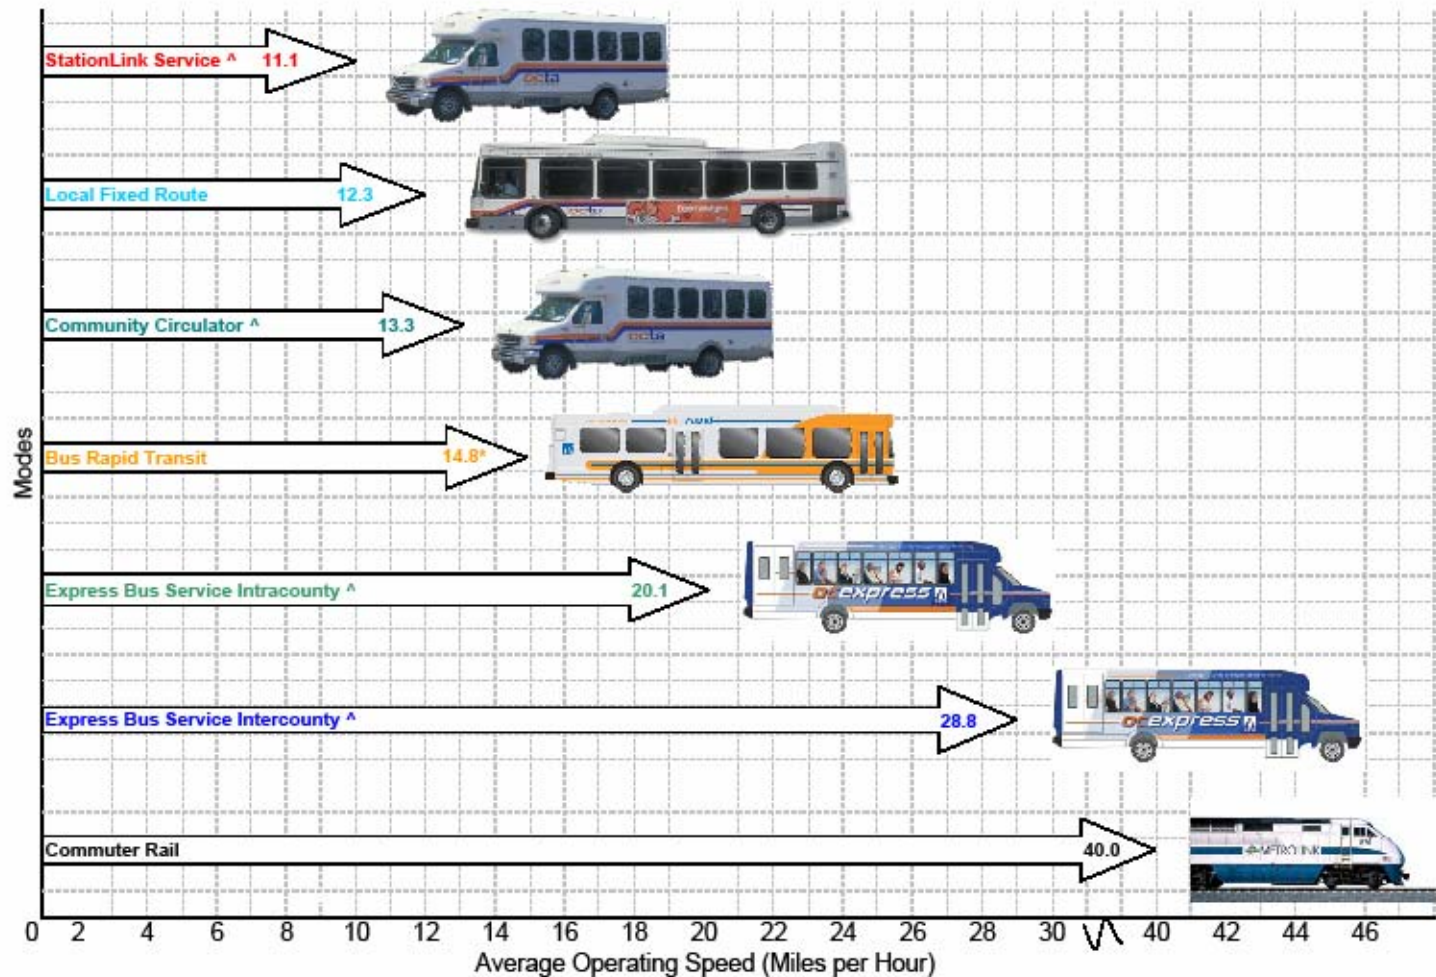 StationLink Service ^ 11.1
octa
Local Fixed Route 12.3
octa
Community Circulator ^ 13.3
octa
Bus Rapid Transit 14.8*
Modes
Express Bus Service Intracounty ^ 20.1
ocexpress
Express Bus Service Intercounty ^ 28.8
ocexpress
Commuter Rail 40.0
METROLINK
0 2 4 6 8 10 12 14 16 18 20 22 24 26 28 30 40 42 44 46
Average Operating Speed (Miles per Hour)